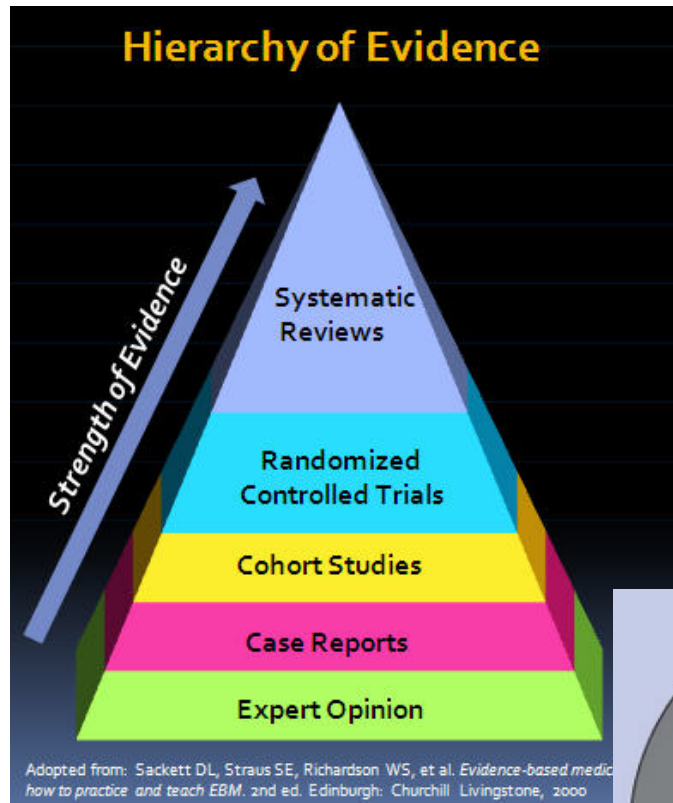 Hierarchy of Evidence
Strength of Evidence
Systematic
Reviews
Randomized
Controlled Trials
Cohort Studies
Case Reports
Expert Opinion
Adopted from: Sackett DL, Straus SE, Richardson WS, et al. Evidence-based medic
how to practice and teach EBM. 2nd ed. Edinburgh: Churchill Livingstone, 2000